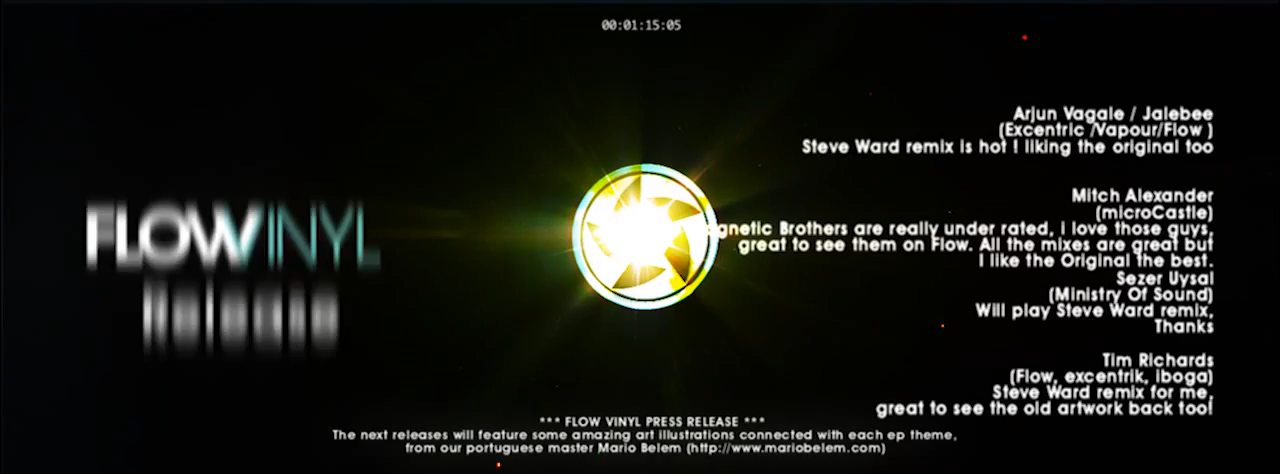 00:01:15:05
Arjun Vagale / Jalebee
(Excentric /Vapour/Flow )
Steve Ward remix is hot ! liking the original too
Mitch Alexander
(microCastle)
Brothers are really under rated, i love those guys,
great to see them on Flow. All the mixes are great but
I like the Original the best.
Sezer Uysal
(Ministry Of Sound)
Will play Steve Ward remix,
Thanks
Tim Richards
(Flow, excentrik, iboga)
Steve Ward remix for me,
great to see the old artwork back too!
FLOWVINYL
Release
*** FLOW VINYL PRESS RELEASE ***
The next releases will feature some amazing art illustrations connected with each ep theme,
from our portuguese master Mario Belem (http://www.mariobelem.com)